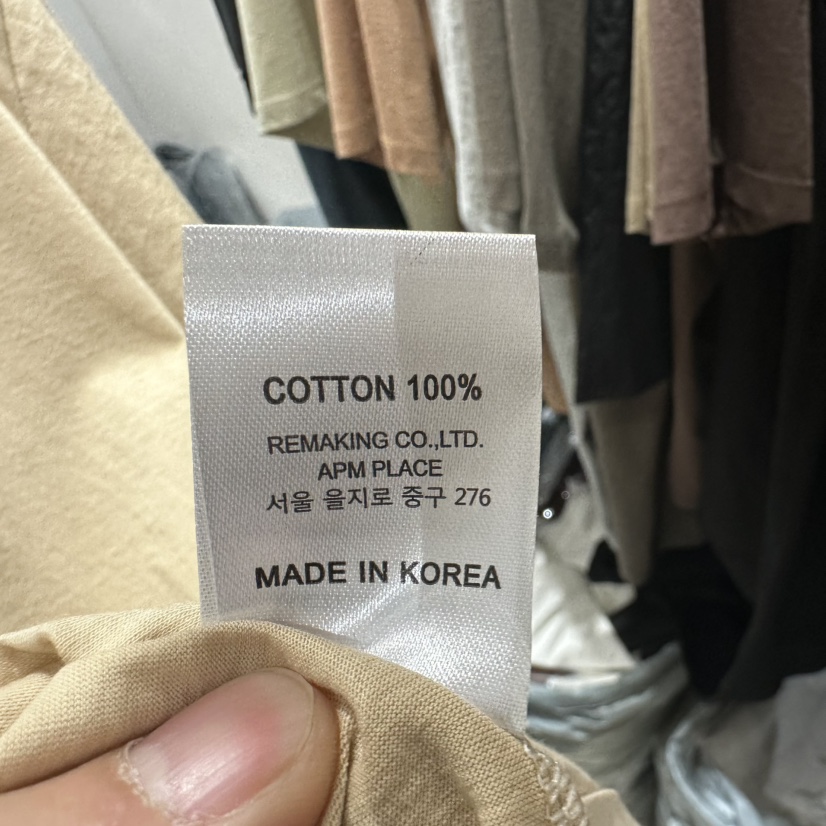 COTTON 100%
REMAKING CO.,LTD.
APM PLACE
서울 을지로 중구 276
MADE IN KOREA